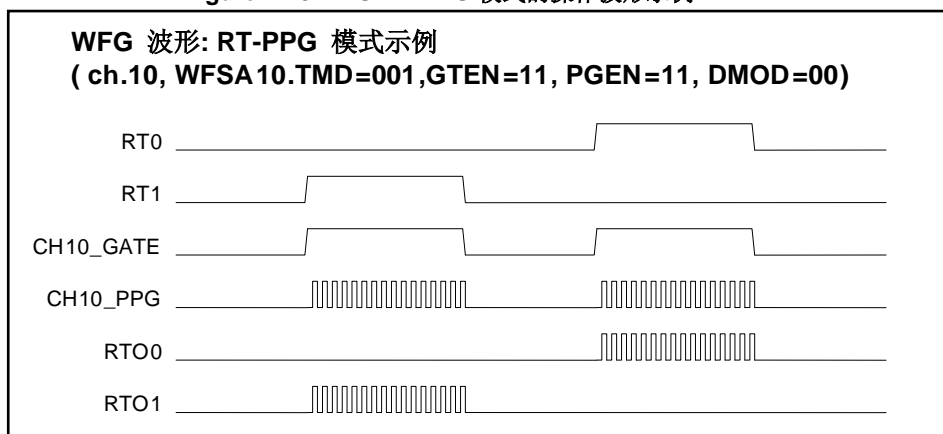 WFG 波形: RT-PPG 模式示例
( ch.10, WFSA10.TMD=001,GTEN=11, PGEN=11, DMOD=00)
RT0
RT1
CH10_GATE
CH10_PPG
RTO0
RTO1